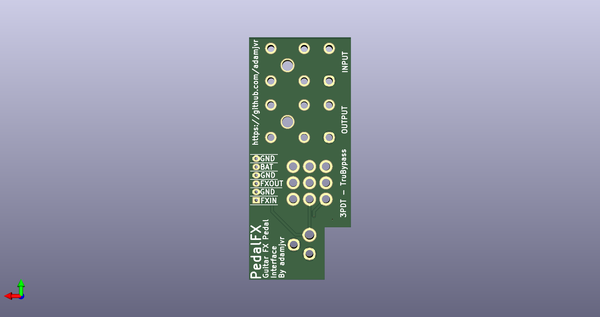 https://github.com/adamjvr
INPUT
OUTPUT
GND
BAT
GND
FXOUT
GND
FXIN
3PDT - TruBypass
PedalFX
Guitar FX Pedal
Interface
By adamjvr